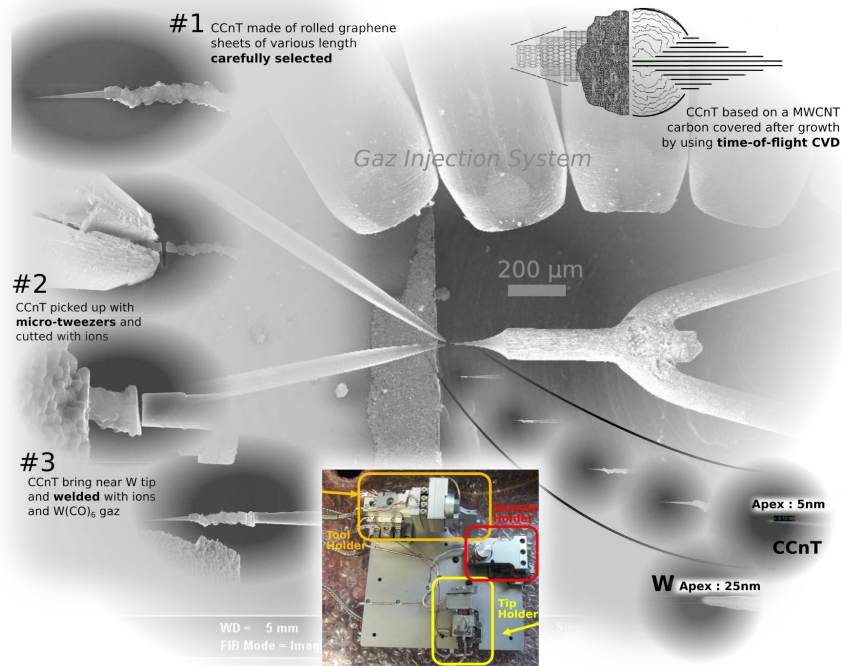 #1 CCnT made of rolled graphene
sheets of various length
carefully selected
CCnT based on a MWCNT
carbon covered after growth
by using time-of-flight CVD
Gaz Injection System
200 µm
#2
CCnT picked up with
micro-tweezers and
cutted with ions
#3
CCnT bring near W tip
and welded with ions
and W(CO)6 gaz
Tool
Holder
Sample
Holder
Tip
Holder
Apex : 5nm
CCnT
W Apex : 25nm
WD = 5 mm
FIB Mode = Imag